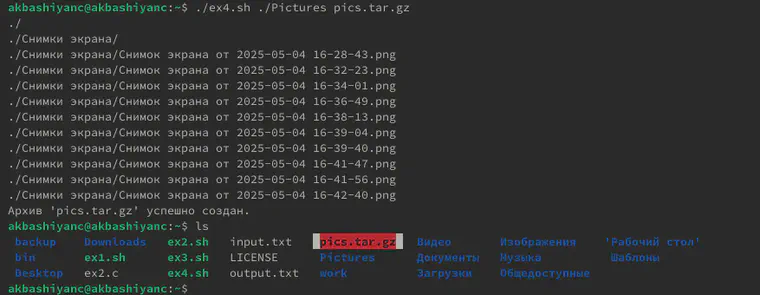 akbashiyanc@akbashiyanc:~$ ./ex4.sh ./Pictures pics.tar.gz
./
./Снимки экрана/
./Снимки экрана/Снимок экрана от 2025-05-04 16-28-43.png
./Снимки экрана/Снимок экрана от 2025-05-04 16-32-23.png
./Снимки экрана/Снимок экрана от 2025-05-04 16-34-01.png
./Снимки экрана/Снимок экрана от 2025-05-04 16-36-49.png
./Снимки экрана/Снимок экрана от 2025-05-04 16-38-13.png
./Снимки экрана/Снимок экрана от 2025-05-04 16-39-04.png
./Снимки экрана/Снимок экрана от 2025-05-04 16-39-40.png
./Снимки экрана/Снимок экрана от 2025-05-04 16-41-47.png
./Снимки экрана/Снимок экрана от 2025-05-04 16-41-56.png
./Снимки экрана/Снимок экрана от 2025-05-04 16-42-40.png
Архив 'pics.tar.gz' успешно создан.
akbashiyanc@akbashiyanc:~$ ls
backup Downloads ex2.sh input.txt pics.tar.gz Видео Изображения 'Рабочий стол'
bin ex1.sh ex3.sh LICENSE Pictures Документы Музыка Шаблоны
Desktop ex2.c ex4.sh output.txt work Загрузки Общедоступные
akbashiyanc@akbashiyanc:~$